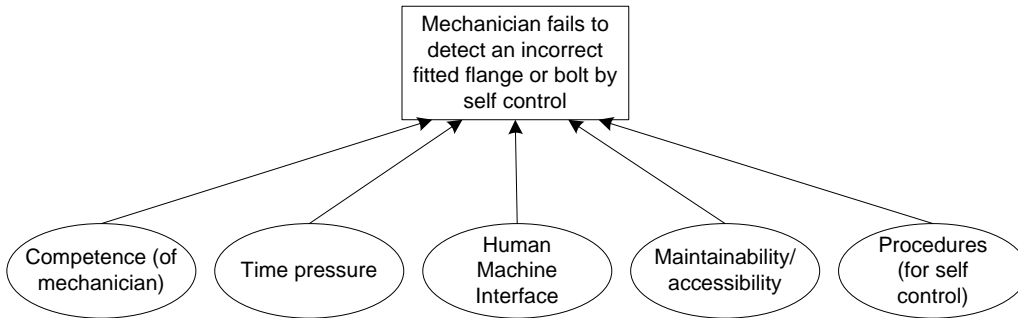 Mechanician fails to
detect an incorrect
fitted flange or bolt by
self control
Competence (of
mechanician)
Time pressure
Human
Machine
Interface
Maintainability/
accessibility
Procedures
(for self
control)